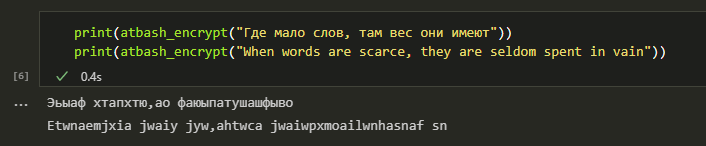 print(atbash_encrypt("Где мало слов, там вес они имеют"))
print(atbash_encrypt("When words are scarce, they are seldom spent in vain"))
[6] ✓ 0.4s
... Эьыаф хтапхтю,ао фаюыпатушашфыво
Etwnaemjxia jwaiy jyw,ahtwca jwaiwpxmoailwnhasnaf sn